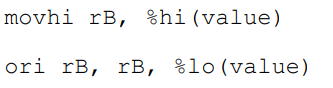 movhi rB, %hi(value)
ori rB, rB, %lo(value)